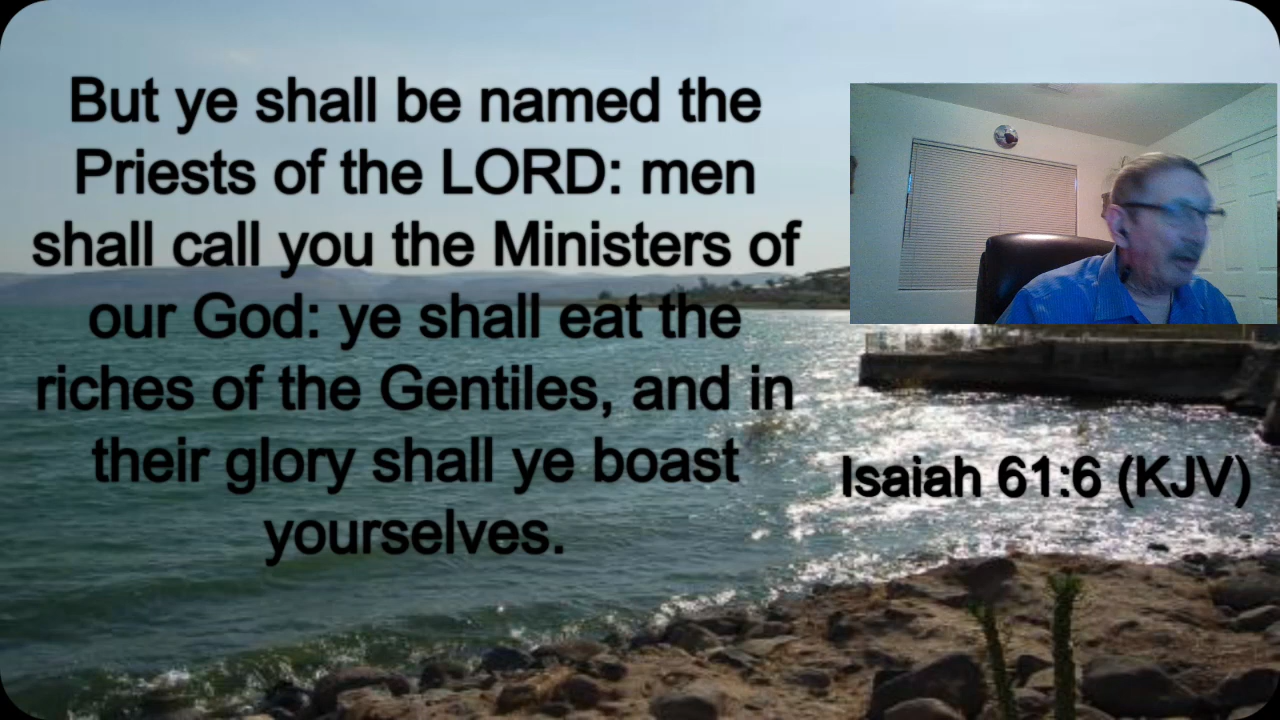 But ye shall be named the
Priests of the LORD: men
shall call you the Ministers of
our God: ye shall eat the
riches of the Gentiles, and in
their glory shall ye boast
yourselves.
Isaiah 61:6 (KJV)